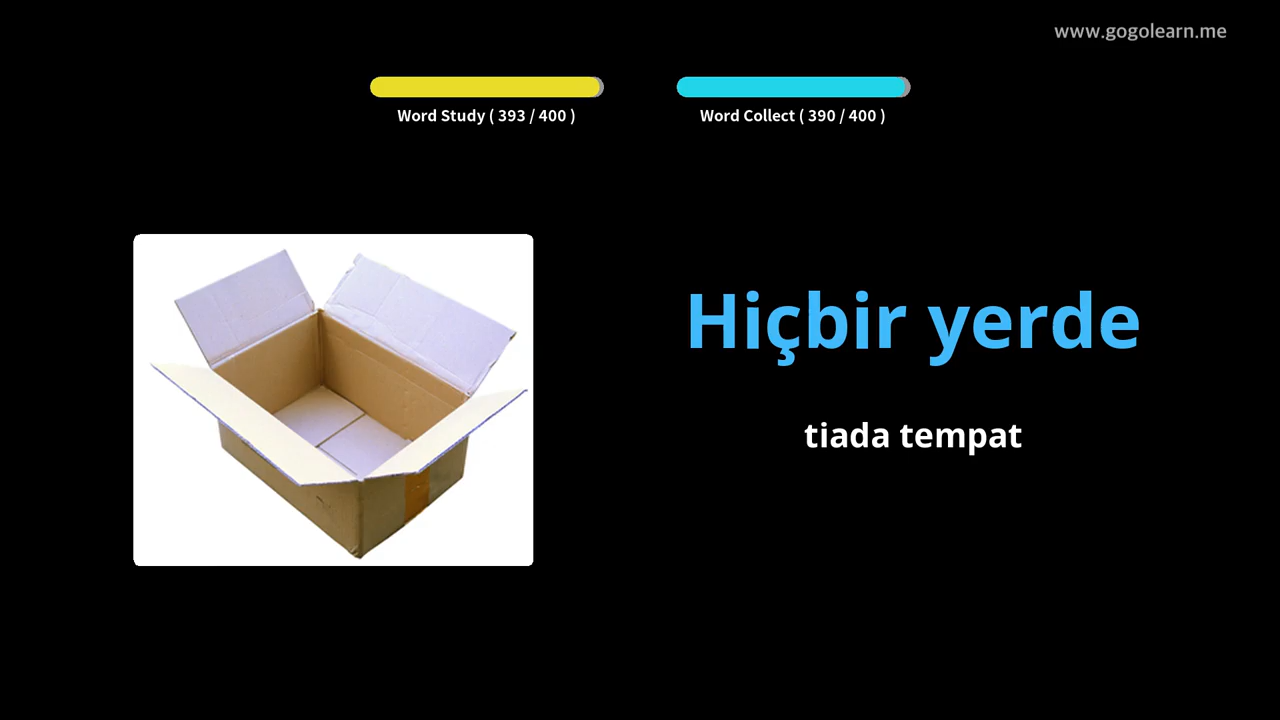 www.gogolearn.me
Word Study ( 393 / 400 )
Word Collect ( 390 / 400 )
Hiçbir yerde
tiada tempat